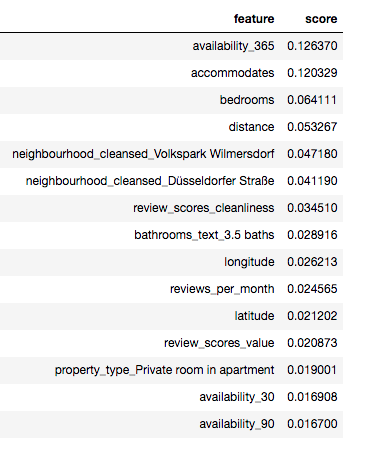 feature score
availability_365 0.126370
accommodates 0.120329
bedrooms 0.064111
distance 0.053267
neighbourhood_cleansed_Volkspark Wilmersdorf 0.047180
neighbourhood_cleansed_Düsseldorfer Straße 0.041190
review_scores_cleanliness 0.034510
bathrooms_text_3.5 baths 0.028916
longitude 0.026213
reviews_per_month 0.024565
latitude 0.021202
review_scores_value 0.020873
property_type_Private room in apartment 0.019001
availability_30 0.016908
availability_90 0.016700